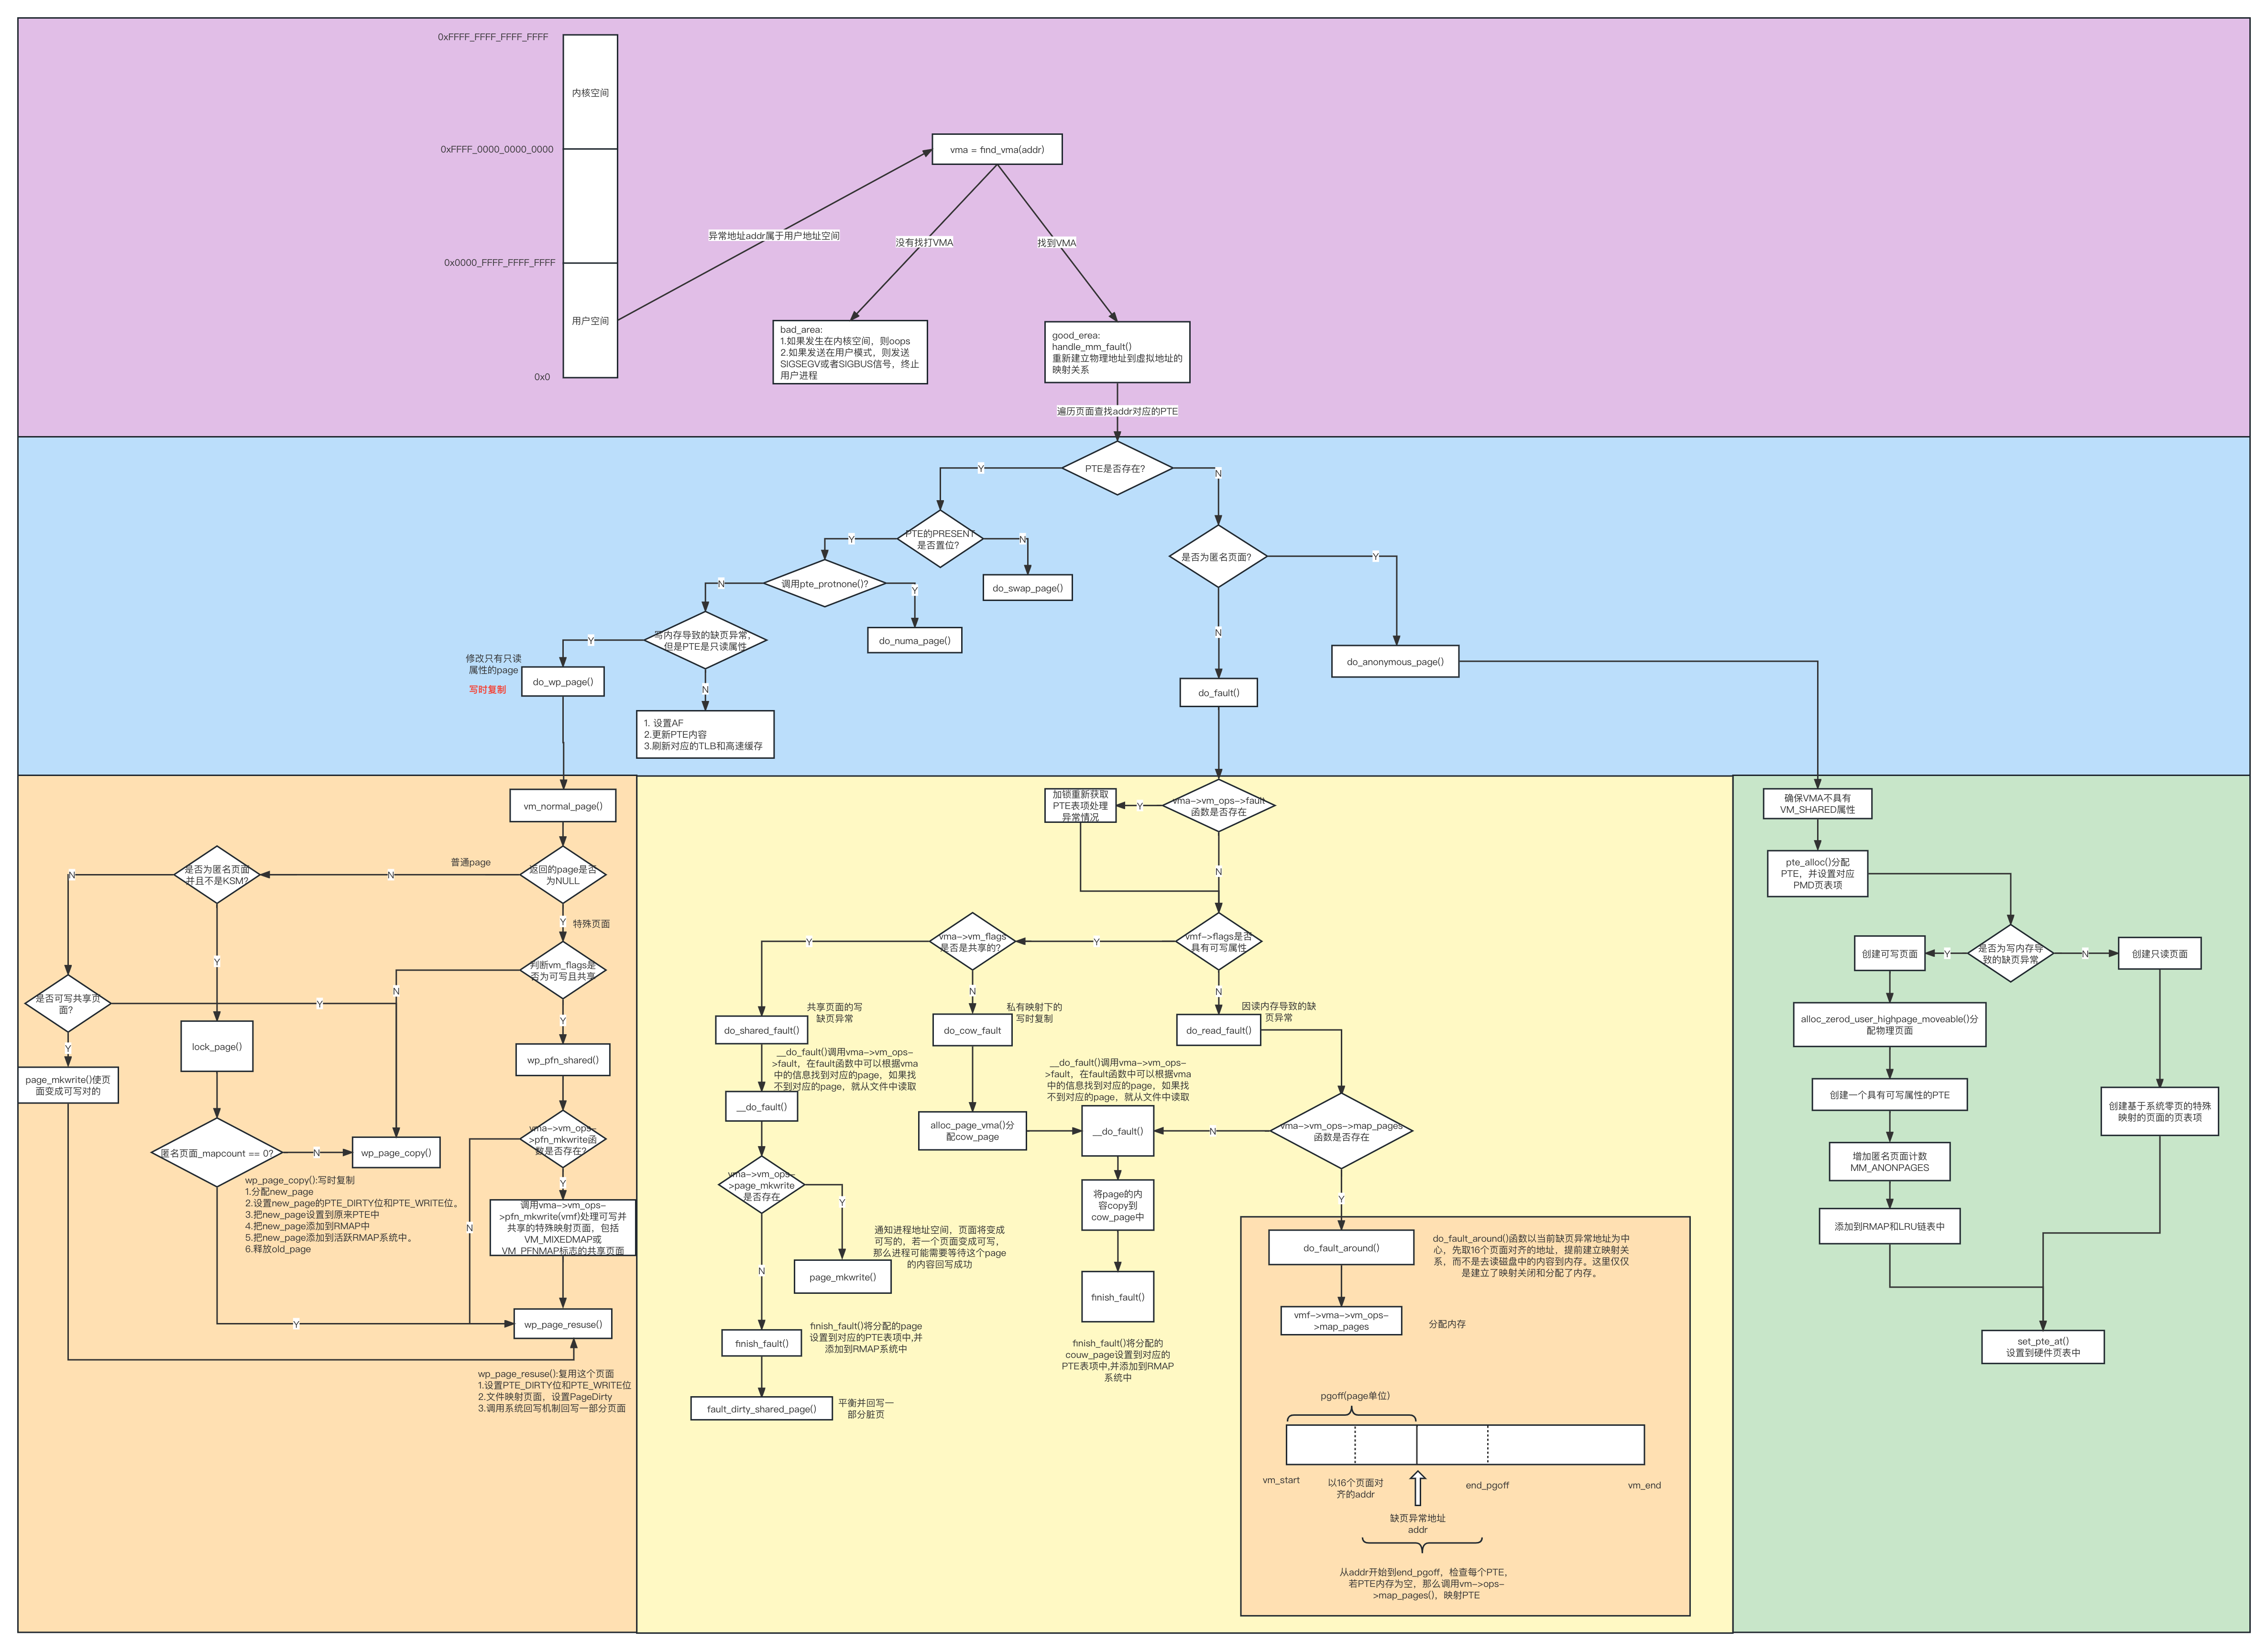 0xFFFF_FFFF_FFFF_FFFF
内核空间
0xFFFF_0000_0000_0000
vma = find_vma(addr)
异常地址addr属于用户地址空间
没有找打VMA
找到VMA
0x0000_FFFF_FFFF_FFFF
用户空间
0x0
bad_area:
1.如果发生在内核空间，则oops
2.如果发送在用户模式，则发送
SIGSEGV或者SIGBUS信号，终止
用户进程
good_erea:
handle_mm_fault()
重新建立物理地址到虚拟地址的
映射关系
遍历页面查找addr对应的PTE
PTE是否存在?
Y
N
PTE的PRESENT
是否置位?
Y
N
是否为匿名页面?
Y
N
调用pte_protnone()?
N
Y
do_swap_page()
写内存导致的缺页异常，
但是PTE是只读属性
Y
N
do_numa_page()
修改只有只读
属性的page
写时复制
do_wp_page()
do_anonymous_page()
do_fault()
1. 设置AF
2.更新PTE内容
3.刷新对应的TLB和高速缓存
vm_normal_page()
返回的page是否
为NULL
普通page
N
Y
特殊页面
是否为匿名页面
并且不是KSM?
N
Y
判断vm_flags是
否为可写且共享
N
Y
是否可写共享页
面?
Y
Y
lock_page()
wp_pfn_shared()
page_mkwrite()使页
面变成可写对的
vma->vm_ops-
>pfn_mkwrite函
数是否存在?
N
Y
匿名页面_mapcount == 0?
N
Y
wp_page_copy()
wp_page_copy():写时复制
1.分配new_page
2.设置new_page的PTE_DIRTY位和PTE_WRITE位。
3.把new_page设置到原来PTE中
4.把new_page添加到RMAP中
5.把new_page添加到活跃RMAP系统中。
6.释放old_page
调用vma->vm_ops-
>pfn_mkwrite(vmf)处理可写并
共享的特殊映射页面，包括
VM_MIXEDMAP或
VM_PFNMAP标志的共享页面
wp_page_resuse()
wp_page_resuse():复用这个页面
1.设置PTE_DIRTY位和PTE_WRITE位
2.文件映射页面，设置PageDirty
3.调用系统回写机制回写一部分页面
加锁重新获取
PTE表项处理
异常情况
Y
vma->vm_ops->fault
函数是否存在
N
vmf->flags是否
具有可写属性
Y
N
vma->vm_flags
是否是共享的?
Y
N
共享页面的写
缺页异常
do_shared_fault()
私有映射下的
写时复制
do_cow_fault
因读内存导致的缺
页异常
do_read_fault()
__do_fault()调用vma->vm_ops-
>fault，在fault函数中可以根据vma
中的信息找到对应的page，如果找
不到对应的page，就从文件中读取
__do_fault()
__do_fault()调用vma->vm_ops-
>fault，在fault函数中可以根据vma
中的信息找到对应的page，如果找
不到对应的page，就从文件中读取
alloc_page_vma()分
配cow_page
__do_fault()
N
vma->vm_ops->map_pages
函数是否存在
Y
vma->vm_ops-
>page_mkwrite
是否存在
Y
N
将page的内
容copy到
cow_page中
通知进程地址空间，页面将变成
可写的，若一个页面变成可写，
那么进程可能需要等待这个page
的内容回写成功
page_mkwrite()
finish_fault()
finish_fault()将分配的page
设置到对应的PTE表项中,并
添加到RMAP系统中
finish_fault()
finish_fault()将分配的
couw_page设置到对应的
PTE表项中,并添加到RMAP
系统中
fault_dirty_shared_page()
平衡并回写一
部分脏页
do_fault_around()
do_fault_around()函数以当前缺页异常地址为中
心，先取16个页面对齐的地址，提前建立映射关
系，而不是去读磁盘中的内容到内存。这里仅仅
是建立了映射关闭和分配了内存。
vmf->vma->vm_ops-
>map_pages
分配内存
pgoff(page单位)
vm_start
以16个页面对
齐的addr
end_pgoff
vm_end
缺页异常地址
addr
从addr开始到end_pgoff，检查每个PTE，
若PTE内存为空，那么调用vm->ops-
>map_pages()，映射PTE
确保VMA不具有
VM_SHARED属性
pte_alloc()分配
PTE，并设置对应
PMD页表项
是否为写内存导
致的缺页异常
Y
N
创建可写页面
创建只读页面
alloc_zerod_user_highpage_moveable()分
配物理页面
创建一个具有可写属性的PTE
创建基于系统零页的特殊
映射的页面的页表项
增加匿名页面计数
MM_ANONPAGES
添加到RMAP和LRU链表中
set_pte_at()
设置到硬件页表中